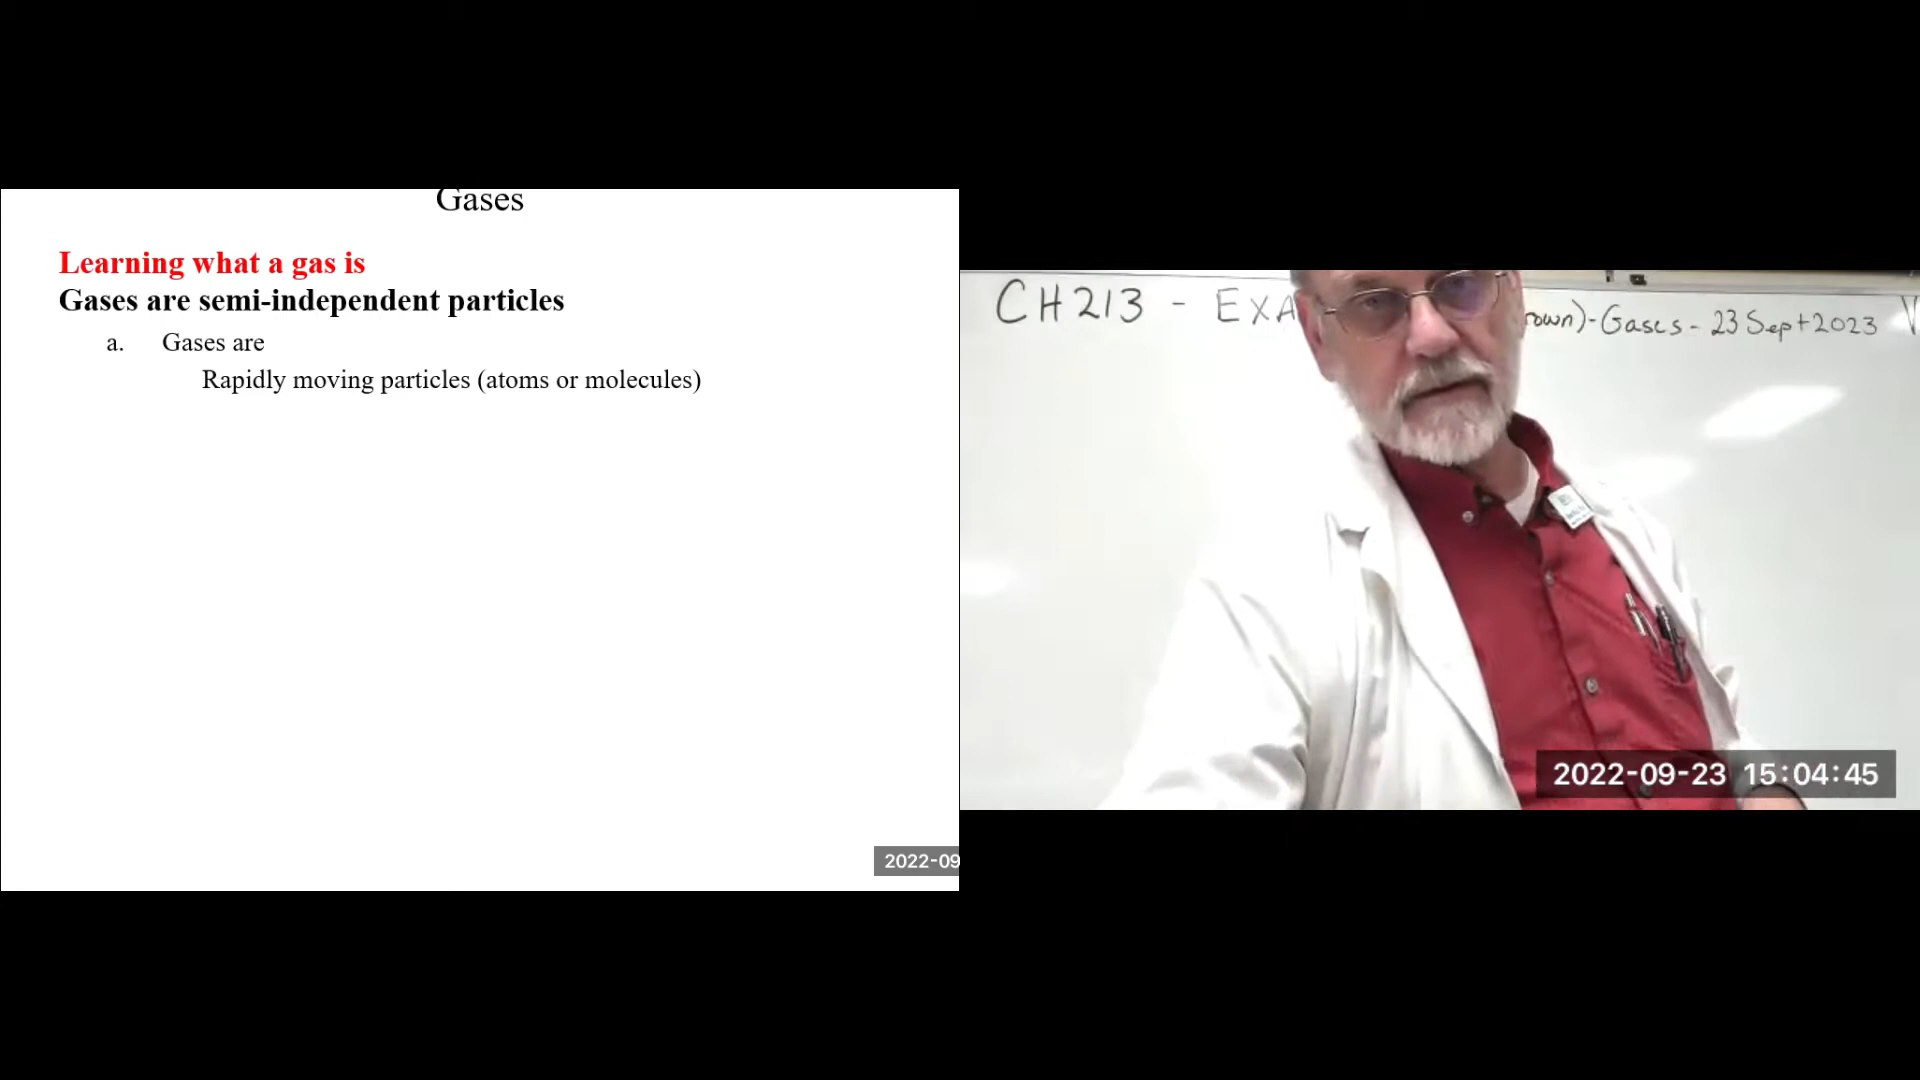 Gases
Learning what a gas is
Gases are semi-independent particles
a. Gases are
Rapidly moving particles (atoms or molecules)
2022-09
CH213 - EXA rown)-Gases - 23 Sept 2023
2022-09-23 15:04:45